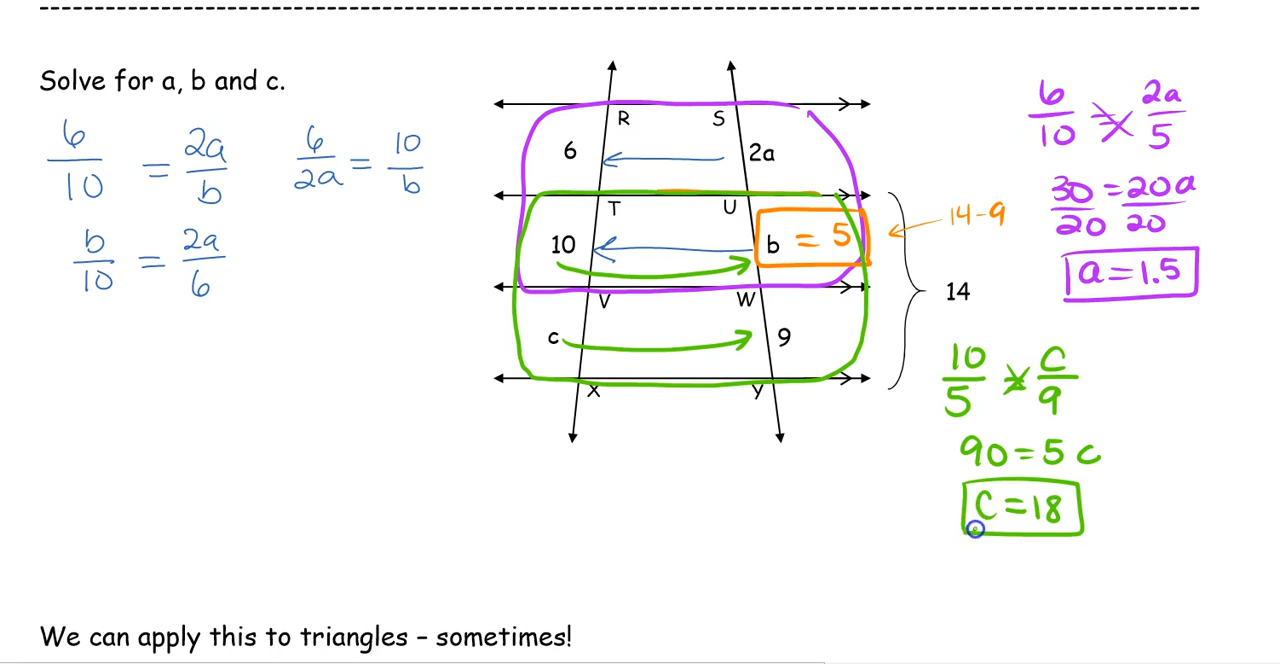 Solve for a, b and c.
6/10 = 2a/b
6/2a = 10/b
b/10 = 2a/6
R S
6 2a
T U
10 b = 5
V W
c 9
X Y
14
14-9
6/10 = 2a/5
30/20 = 20a/20
a = 1.5
10/5 = c/9
90 = 5c
c = 18
We can apply this to triangles – sometimes!